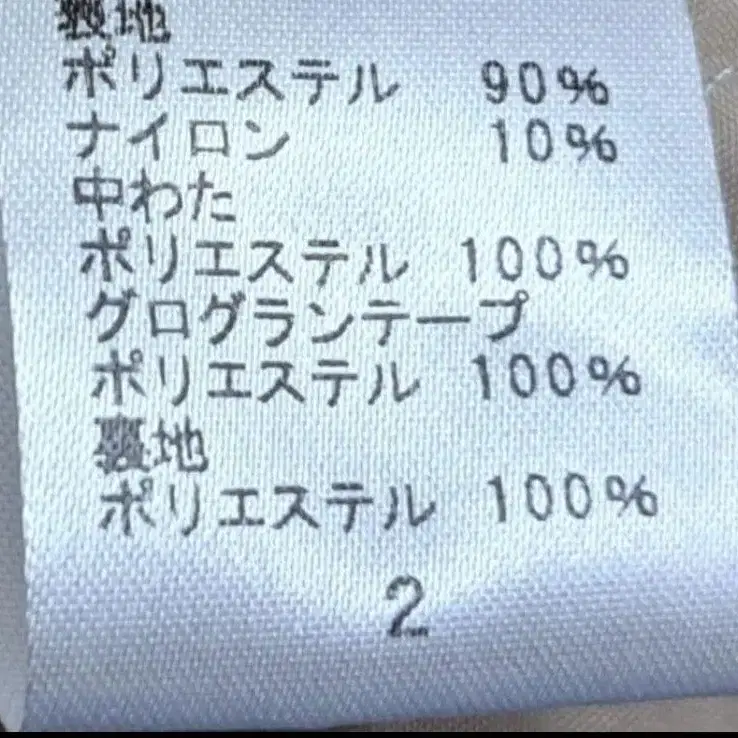 裏地
ポリエステル 90%
ナイロン 10%
中わた
ポリエステル 100%
グログランテープ
ポリエステル 100%
裏地
ポリエステル 100%
2